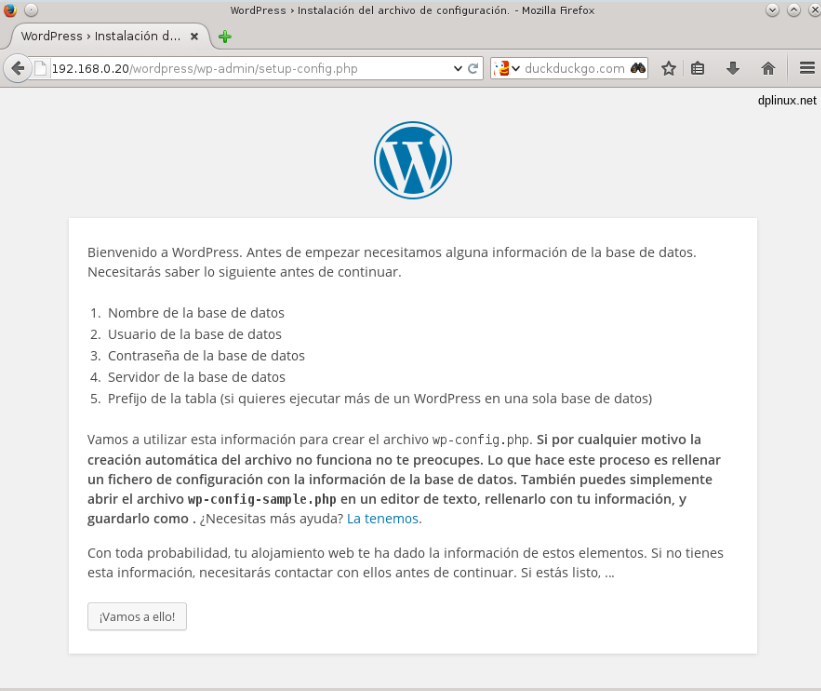 WordPress › Instalación del archivo de configuración. - Mozilla Firefox
WordPress › Instalación d...
192.168.0.20/wordpress/wp-admin/setup-config.php
duckduckgo.com
dplinux.net
W
Bienvenido a WordPress. Antes de empezar necesitamos alguna información de la base de datos.
Necesitarás saber lo siguiente antes de continuar.
1. Nombre de la base de datos
2. Usuario de la base de datos
3. Contraseña de la base de datos
4. Servidor de la base de datos
5. Prefijo de la tabla (si quieres ejecutar más de un WordPress en una sola base de datos)
Vamos a utilizar esta información para crear el archivo wp-config.php. Si por cualquier motivo la
creación automática del archivo no funciona no te preocupes. Lo que hace este proceso es rellenar
un fichero de configuración con la información de la base de datos. También puedes simplemente
abrir el archivo wp-config-sample.php en un editor de texto, rellenarlo con tu información, y
guardarlo como . ¿Necesitas más ayuda? La tenemos.
Con toda probabilidad, tu alojamiento web te ha dado la información de estos elementos. Si no tienes
esta información, necesitarás contactar con ellos antes de continuar. Si estás listo, ...
¡Vamos a ello!